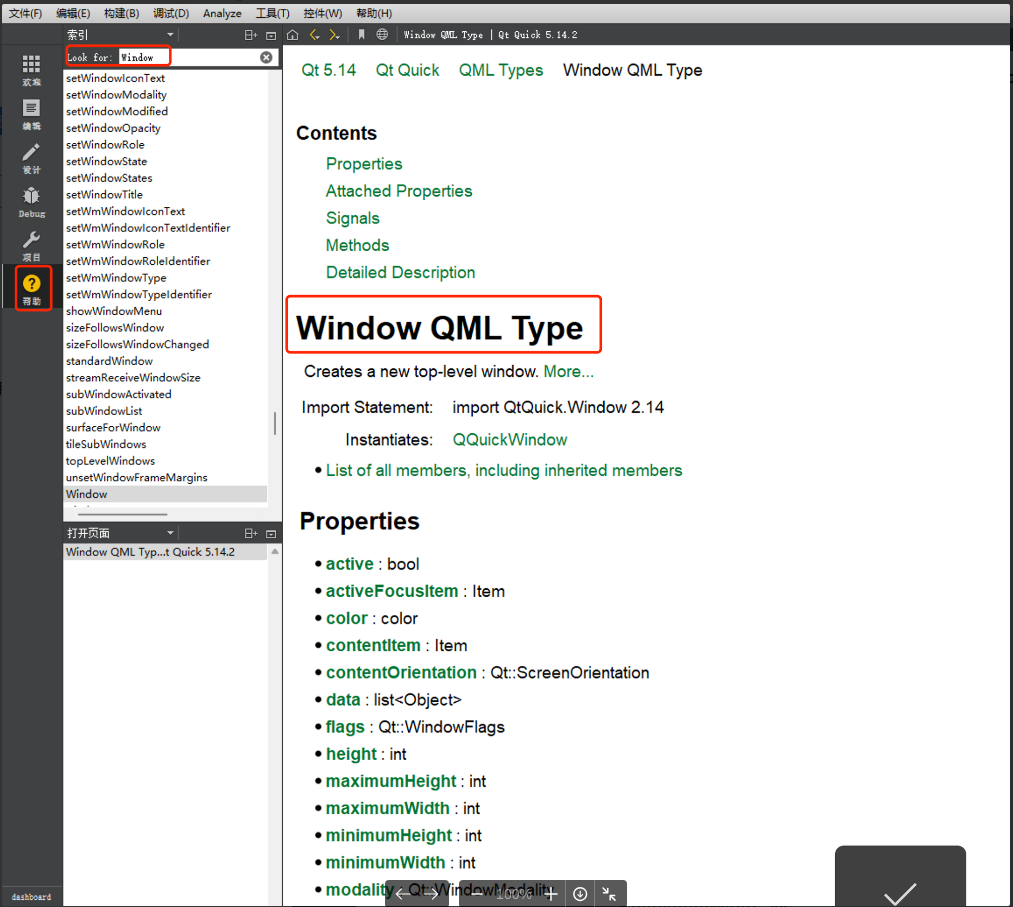 文件(F) 编辑(E) 构建(B) 调试(D) Analyze 工具(T) 控件(W) 帮助(H)
索引
Window QML Type | Qt Quick 5.14.2
Look for: Window
欢迎
编辑
设计
Debug
项目
帮助
dashboard
setWindowIconText
setWindowModality
setWindowModified
setWindowOpacity
setWindowRole
setWindowState
setWindowStates
setWindowTitle
setWmWindowIconText
setWmWindowIconTextIdentifier
setWmWindowRole
setWmWindowRoleIdentifier
setWmWindowType
setWmWindowTypeIdentifier
showWindowMenu
sizeFollowsWindow
sizeFollowsWindowChanged
standardWindow
streamReceiveWindowSize
subWindowActivated
subWindowList
surfaceForWindow
tileSubWindows
topLevelWindows
unsetWindowFrameMargins
Window
打开页面
Window QML Typ...t Quick 5.14.2
Qt 5.14 Qt Quick QML Types Window QML Type
Contents
Properties
Attached Properties
Signals
Methods
Detailed Description
Window QML Type
Creates a new top-level window. More...
Import Statement: import QtQuick.Window 2.14
Instantiates: QQuickWindow
• List of all members, including inherited members
Properties
• active : bool
• activeFocusItem : Item
• color : color
• contentItem : Item
• contentOrientation : Qt::ScreenOrientation
• data : list<Object>
• flags : Qt::WindowFlags
• height : int
• maximumHeight : int
• maximumWidth : int
• minimumHeight : int
• minimumWidth : int
• modality : Qt::WindowModality
100%